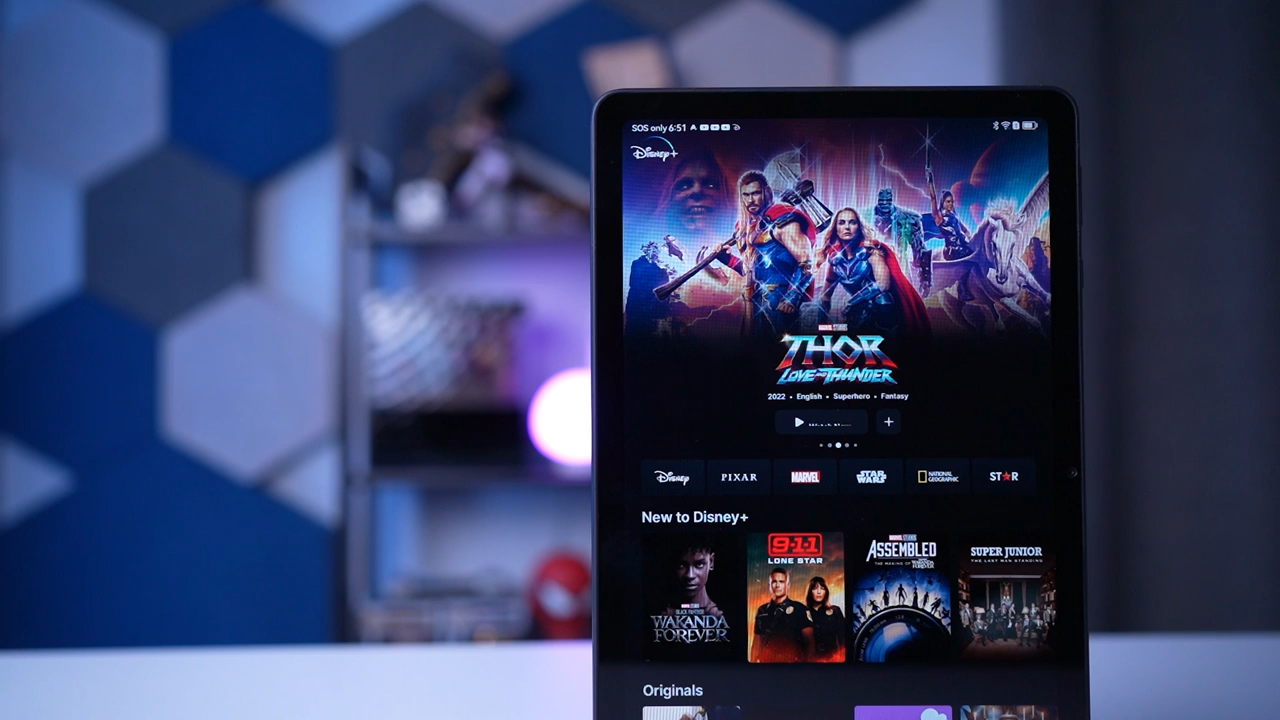 SOS only 6:51
Disney+
MARVEL STUDIOS
THOR
LOVE AND THUNDER
2022 • English • Superhero • Fantasy
Disney PIXAR MARVEL STAR WARS NATIONAL GEOGRAPHIC STAR
New to Disney+
MARVEL STUDIOS
BLACK PANTHER
WAKANDA
FOREVER
9-1-1
LONE STAR
MARVEL STUDIOS
ASSEMBLED
THE MAKING OF
WAKANDA FOREVER
SUPER JUNIOR
THE LAST MAN STANDING
Originals